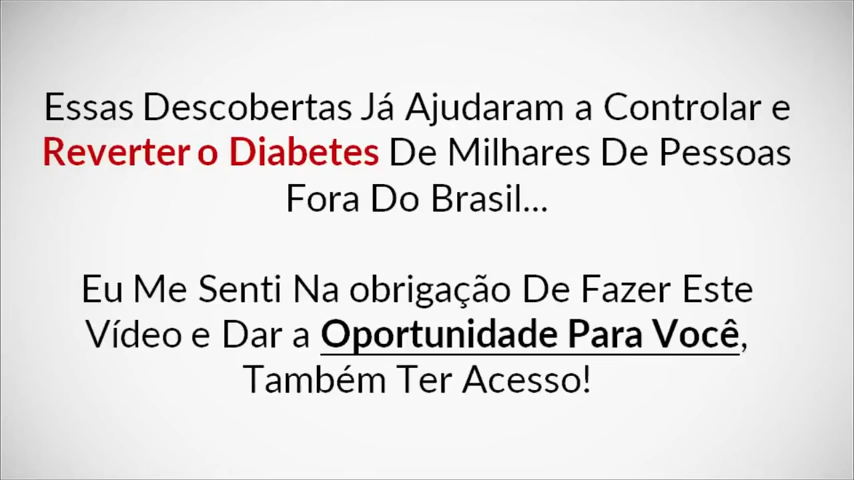 Essas Descobertas Já Ajudaram a Controlar e
Reverter o Diabetes De Milhares De Pessoas
Fora Do Brasil...
Eu Me Senti Na obrigação De Fazer Este
Vídeo e Dar a Oportunidade Para Você,
Também Ter Acesso!